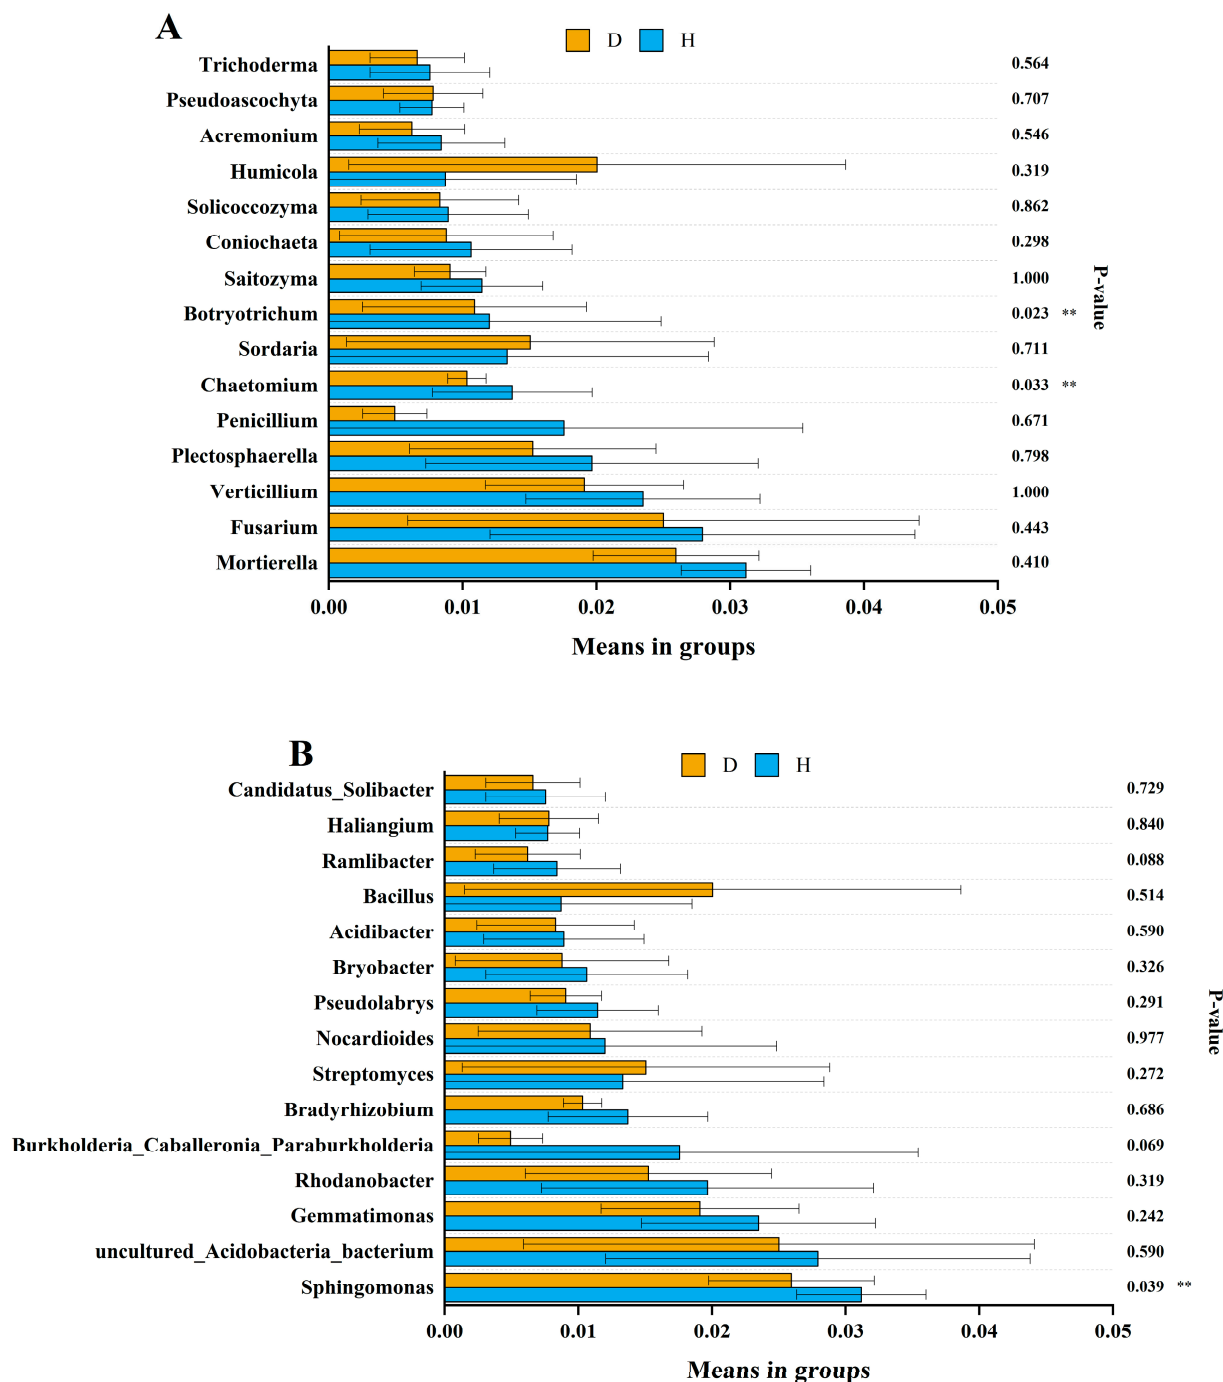 A
D H
Trichoderma 0.564
Pseudoascochyta 0.707
Acremonium 0.546
Humicola 0.319
Solicoccozyma 0.862
Coniochaeta 0.298
Saitozyma 1.000
Botryotrichum 0.023 **
Sordaria 0.711
Chaetomium 0.033 **
Penicillium 0.671
Plectosphaerella 0.798
Verticillium 1.000
Fusarium 0.443
Mortierella 0.410
P-value
0.00 0.01 0.02 0.03 0.04 0.05
Means in groups
B
D H
Candidatus_Solibacter 0.729
Haliangium 0.840
Ramlibacter 0.088
Bacillus 0.514
Acidibacter 0.590
Bryobacter 0.326
Pseudolabrys 0.291
Nocardioides 0.977
Streptomyces 0.272
Bradyrhizobium 0.686
Burkholderia_Caballeronia_Paraburkholderia 0.069
Rhodanobacter 0.319
Gemmatimonas 0.242
uncultured_Acidobacteria_bacterium 0.590
Sphingomonas 0.039 **
P-value
0.00 0.01 0.02 0.03 0.04 0.05
Means in groups